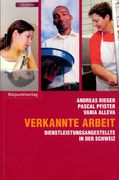 Rotpunktverlag
ANDREAS RIEGER
PASCAL PFISTER
VANIA ALLEVA
VERKANNTE ARBEIT
DIENSTLEISTUNGSANGESTELLTE
IN DER SCHWEIZ